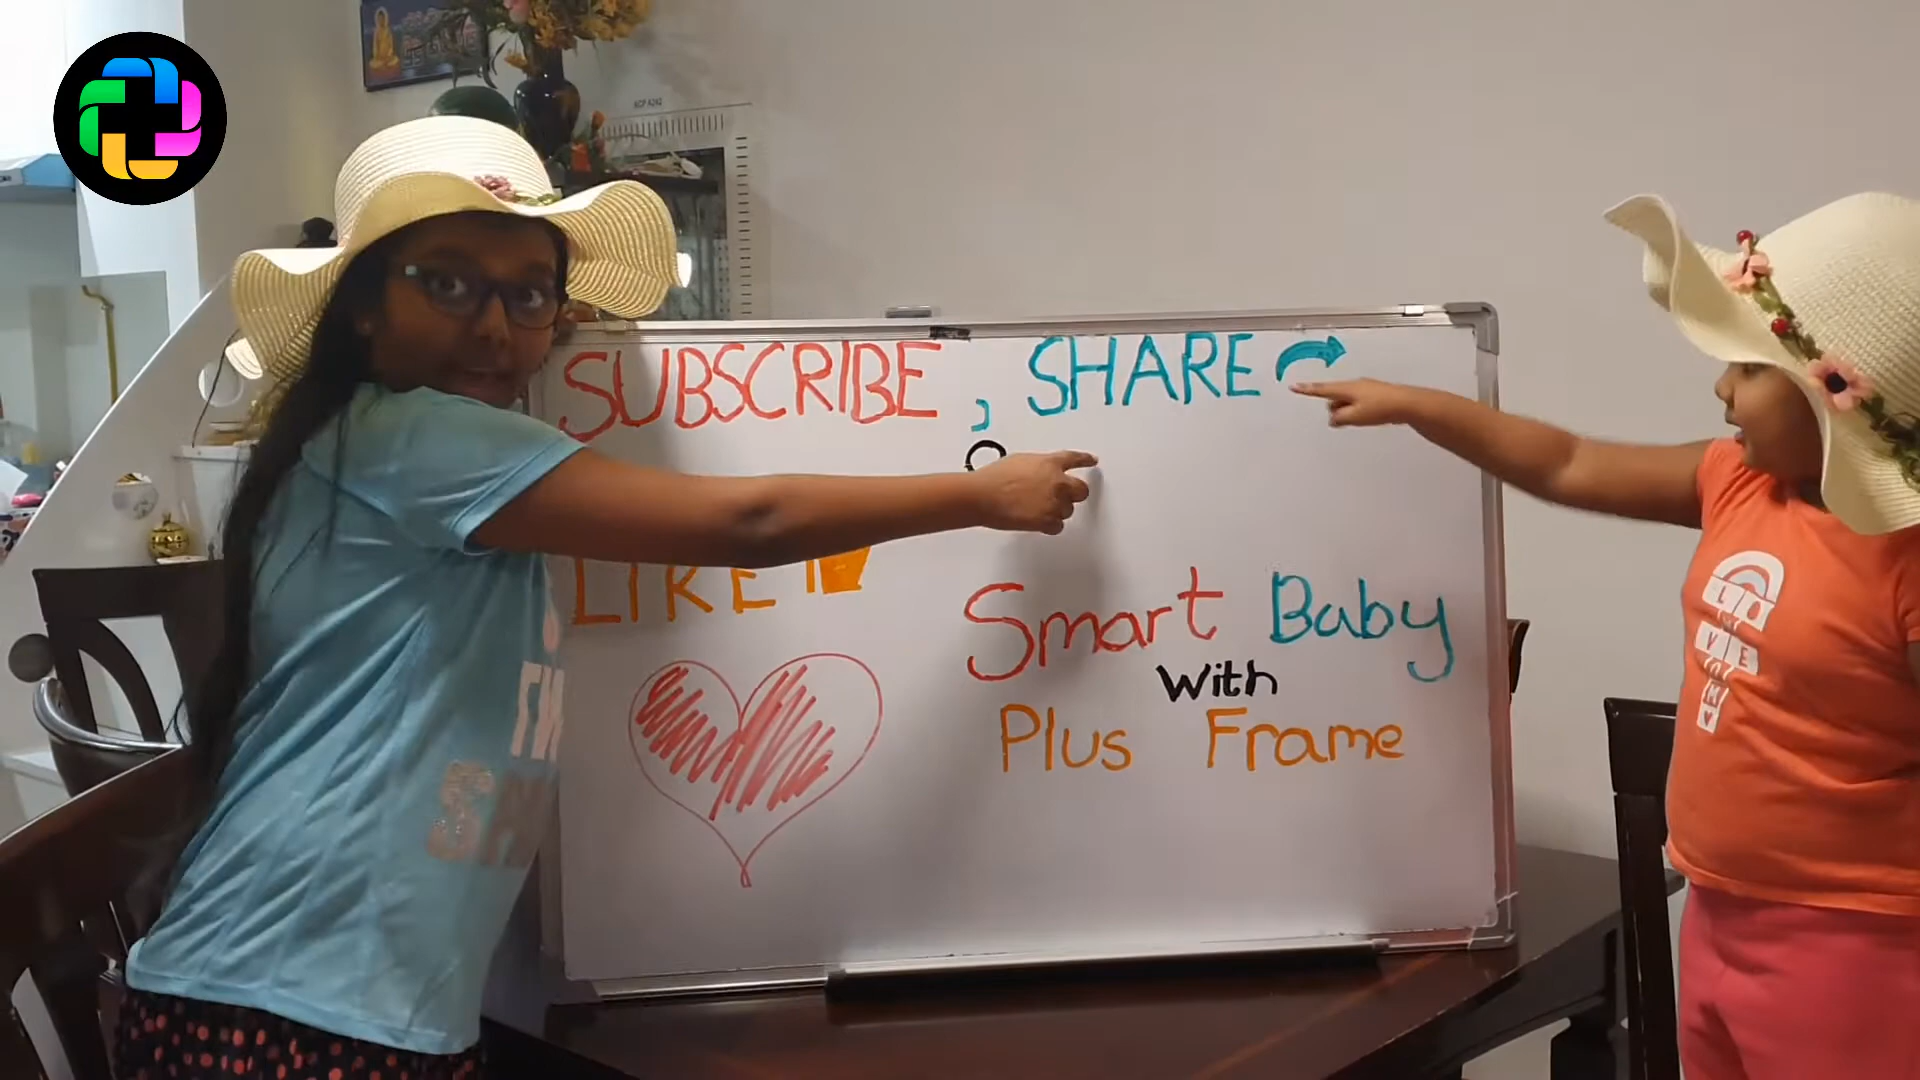 SUBSCRIBE, SHARE
&
LIKE
Smart Baby
With
Plus Frame